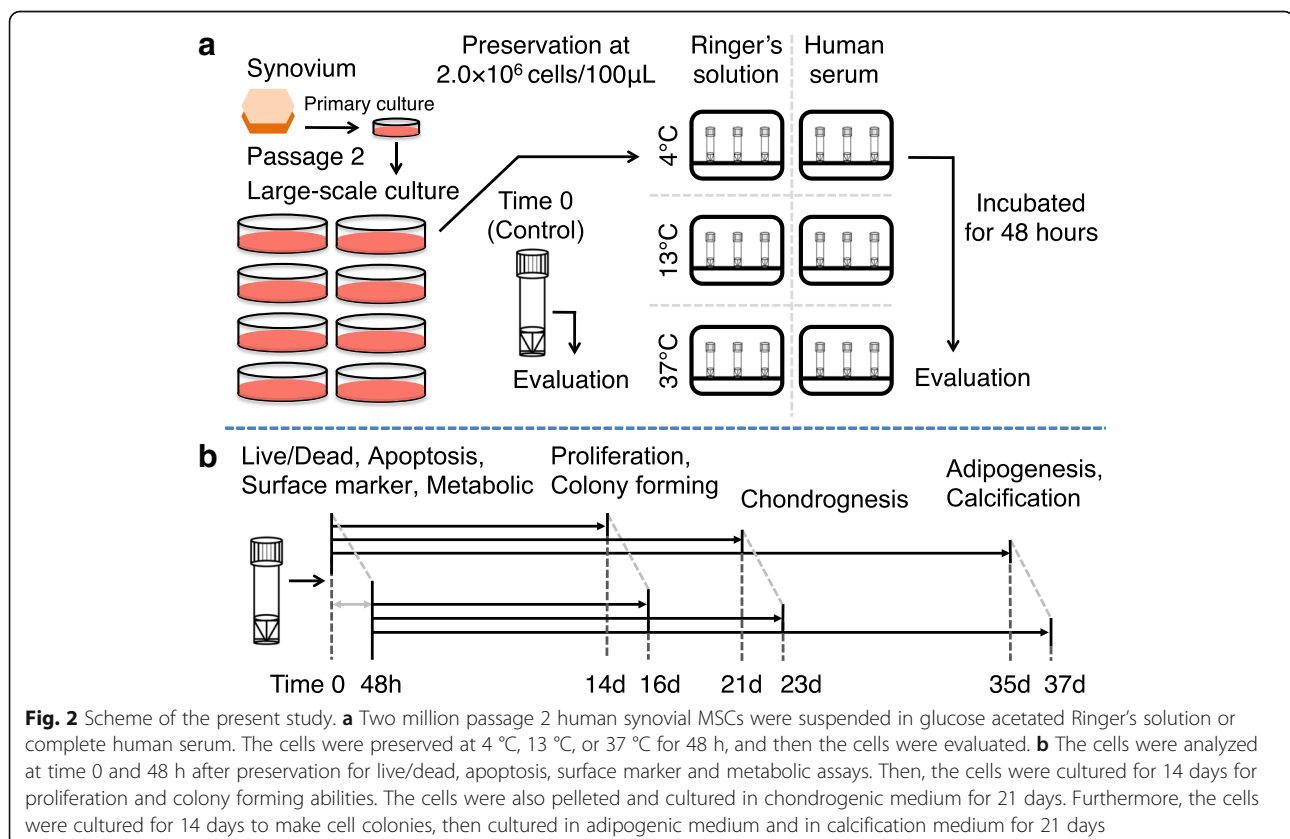 a
Synovium
Primary culture
Passage 2
Large-scale culture
Preservation at
2.0×10⁶ cells/100µL
Time 0
(Control)
Evaluation
Ringer's
solution
Human
serum
4°C
13°C
37°C
Incubated
for 48 hours
Evaluation
b
Live/Dead, Apoptosis,
Surface marker, Metabolic
Proliferation,
Colony forming
Chondrognesis
Adipogenesis,
Calcification
Time 0 48h 14d 16d 21d 23d 35d 37d
Fig. 2 Scheme of the present study. a Two million passage 2 human synovial MSCs were suspended in glucose acetated Ringer's solution or
complete human serum. The cells were preserved at 4 °C, 13 °C, or 37 °C for 48 h, and then the cells were evaluated. b The cells were analyzed
at time 0 and 48 h after preservation for live/dead, apoptosis, surface marker and metabolic assays. Then, the cells were cultured for 14 days for
proliferation and colony forming abilities. The cells were also pelleted and cultured in chondrogenic medium for 21 days. Furthermore, the cells
were cultured for 14 days to make cell colonies, then cultured in adipogenic medium and in calcification medium for 21 days